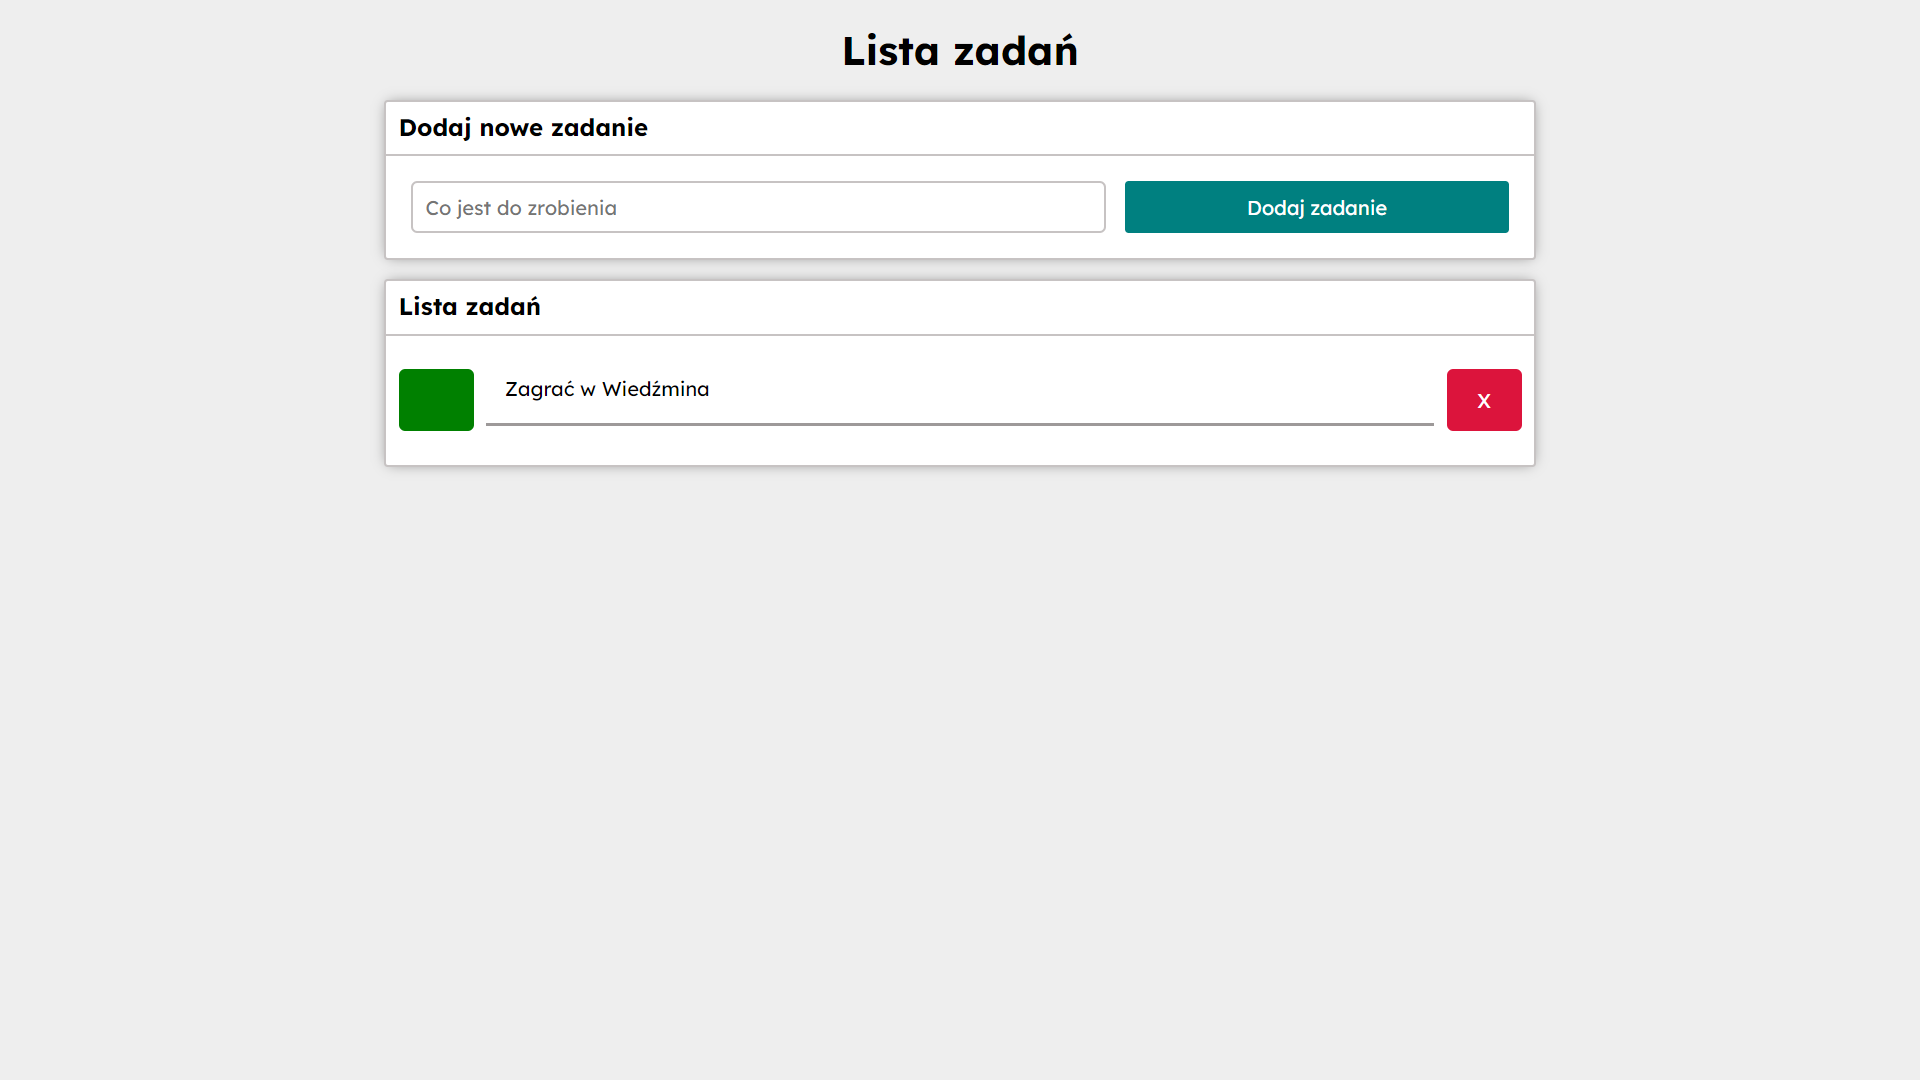 Lista zadań
Dodaj nowe zadanie
Co jest do zrobienia
Dodaj zadanie
Lista zadań
Zagrać w Wiedźmina
X